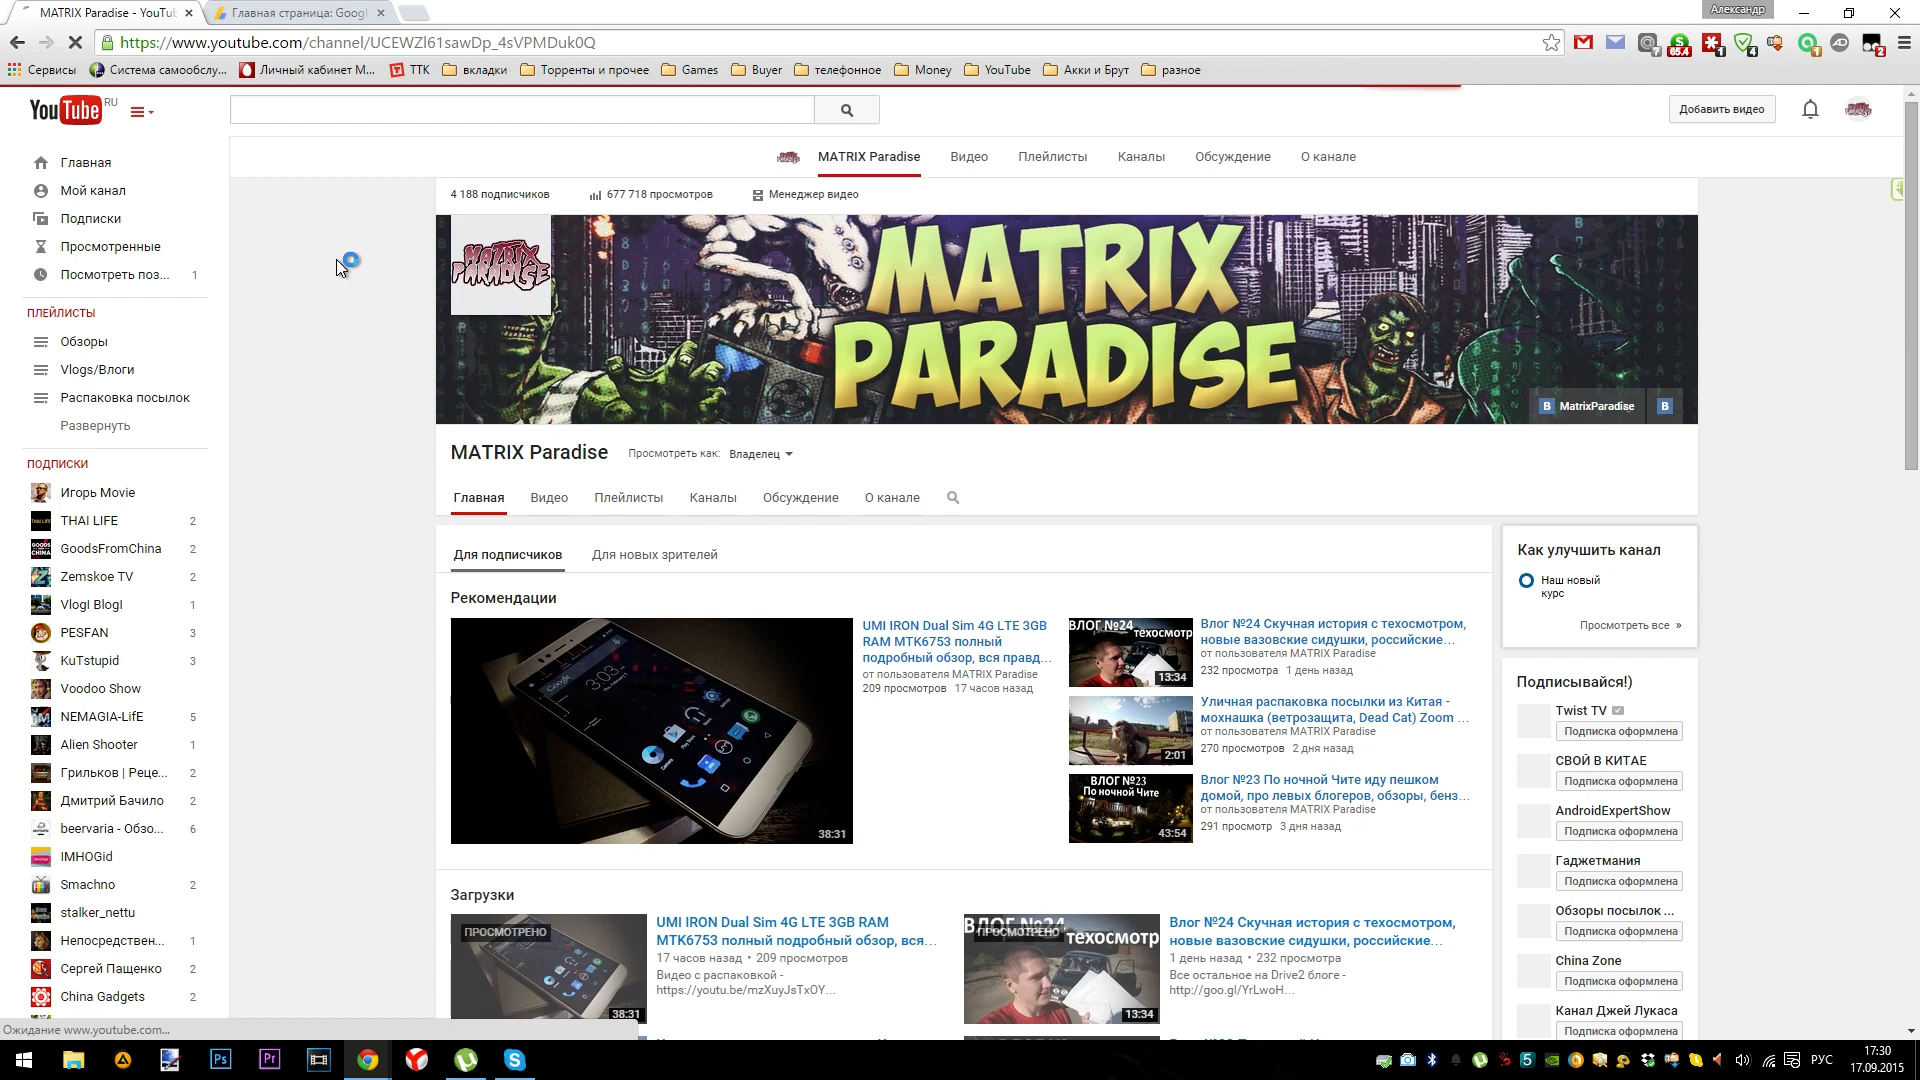 MATRIX Paradise - YouTu
Главная страница: Googl
Александр
https://www.youtube.com/channel/UCEWZl61sawDp_4sVPMDuk0Q
Сервисы
Система самообслу...
Личный кабинет М...
ТТК
вкладки
Торренты и прочее
Games
Buyer
телефонное
Money
YouTube
Акки и Брут
разное
YouTube RU
Добавить видео
MATRIX Paradise
Видео
Плейлисты
Каналы
Обсуждение
О канале
Главная
Мой канал
Подписки
Просмотренные
Посмотреть поз... 1
ПЛЕЙЛИСТЫ
Обзоры
Vlogs/Влоги
Распаковка посылок
Развернуть
ПОДПИСКИ
Игорь Movie
THAI LIFE 2
GoodsFromChina 2
Zemskoe TV 2
VlogI BlogI 1
PESFAN 3
KuTstupid 3
Voodoo Show
NEMAGIA-LifE 5
Alien Shooter 1
Грильков | Реце... 2
Дмитрий Бачило 2
beervaria - Обзо... 6
IMHOGid
Smachno 2
stalker_nettu
Непосредствен... 1
Сергей Пащенко 2
China Gadgets 2
4 188 подписчиков
677 718 просмотров
Менеджер видео
MATRIX
PARADISE
MATRIX
PARADISE
MatrixParadise
MATRIX Paradise
Просмотреть как: Владелец
Главная
Видео
Плейлисты
Каналы
Обсуждение
О канале
Для подписчиков
Для новых зрителей
Рекомендации
38:31
UMI IRON Dual Sim 4G LTE 3GB
RAM MTK6753 полный
подробный обзор, вся правд...
от пользователя MATRIX Paradise
209 просмотров 17 часов назад
ВЛОГ №24
техосмотр
13:34
Влог №24 Скучная история с техосмотром,
новые вазовские сидушки, российские...
от пользователя MATRIX Paradise
232 просмотра 1 день назад
2:01
Уличная распаковка посылки из Китая -
мохнашка (ветрозащита, Dead Cat) Zoom ...
от пользователя MATRIX Paradise
270 просмотров 2 дня назад
ВЛОГ №23
По ночной Чите
43:54
Влог №23 По ночной Чите иду пешком
домой, про левых блогеров, обзоры, бенз...
от пользователя MATRIX Paradise
291 просмотр 3 дня назад
Загрузки
ПРОСМОТРЕНО
38:31
UMI IRON Dual Sim 4G LTE 3GB RAM
MTK6753 полный подробный обзор, вся...
17 часов назад • 209 просмотров
Видео с распаковкой -
https://youtu.be/mzXuyJsTxOY...
ВЛОГ №24
ПРОСМОТРЕНО
техосмотр
13:34
Влог №24 Скучная история с техосмотром,
новые вазовские сидушки, российские...
1 день назад • 232 просмотра
Все остальное на Drive2 блоге -
http://goo.gl/YrLwoH...
Как улучшить канал
Наш новый
курс
Просмотреть все »
Подписывайся!)
Twist TV
Подписка оформлена
СВОЙ В КИТАЕ
Подписка оформлена
AndroidExpertShow
Подписка оформлена
Гаджетмания
Подписка оформлена
Обзоры посылок ...
Подписка оформлена
China Zone
Подписка оформлена
Канал Джей Лукаса
Подписка оформлена
Ожидание www.youtube.com...
РУС
17:30
17.09.2015